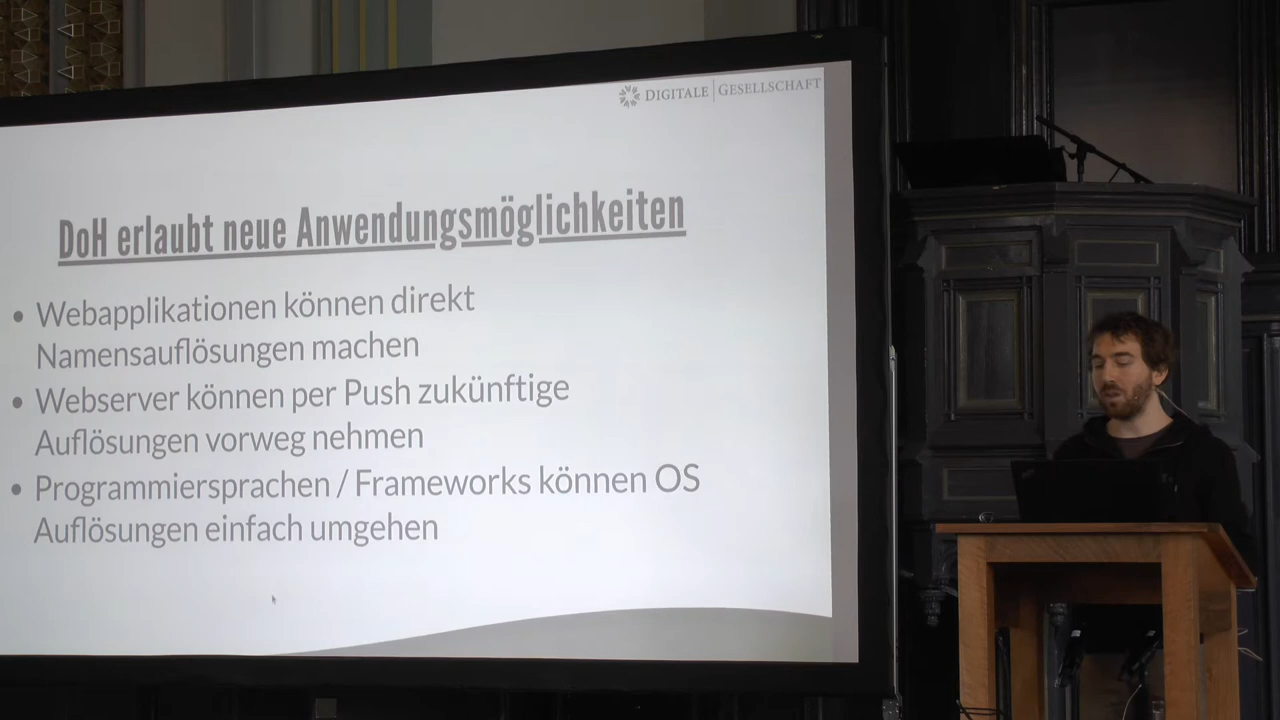 DIGITALE | GESELLSCHAFT
DoH erlaubt neue Anwendungsmöglichkeiten
• Webapplikationen können direkt
Namensauflösungen machen
• Webserver können per Push zukünftige
Auflösungen vorweg nehmen
• Programmiersprachen / Frameworks können OS
Auflösungen einfach umgehen